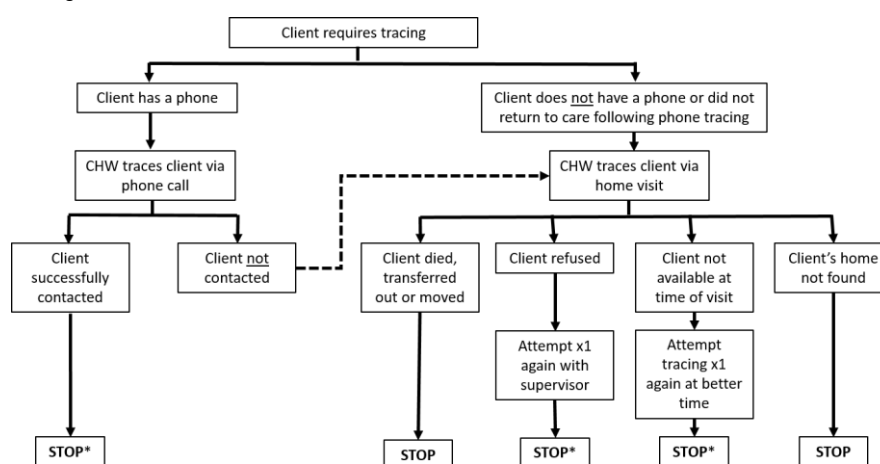 Client requires tracing
Client has a phone
Client does not have a phone or did not
return to care following phone tracing
CHW traces client via
phone call
CHW traces client via
home visit
Client
successfully
contacted
Client not
contacted
Client died,
transferred
out or moved
Client refused
Client not
available at
time of visit
Client's home
not found
Attempt x1
again with
supervisor
Attempt
tracing x1
again at better
time
STOP*
STOP
STOP*
STOP*
STOP